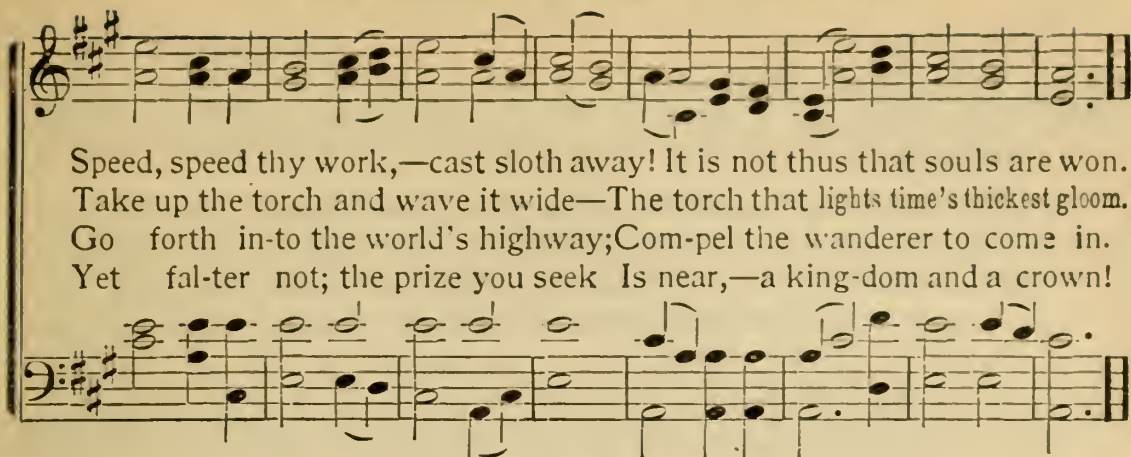 Speed, speed thy work,—cast sloth away! It is not thus that souls are won.
Take up the torch and wave it wide—The torch that lights time's thickest gloom.
Go forth in-to the world's highway; Com-pel the wanderer to come in.
Yet fal-ter not; the prize you seek Is near,—a king-dom and a crown!